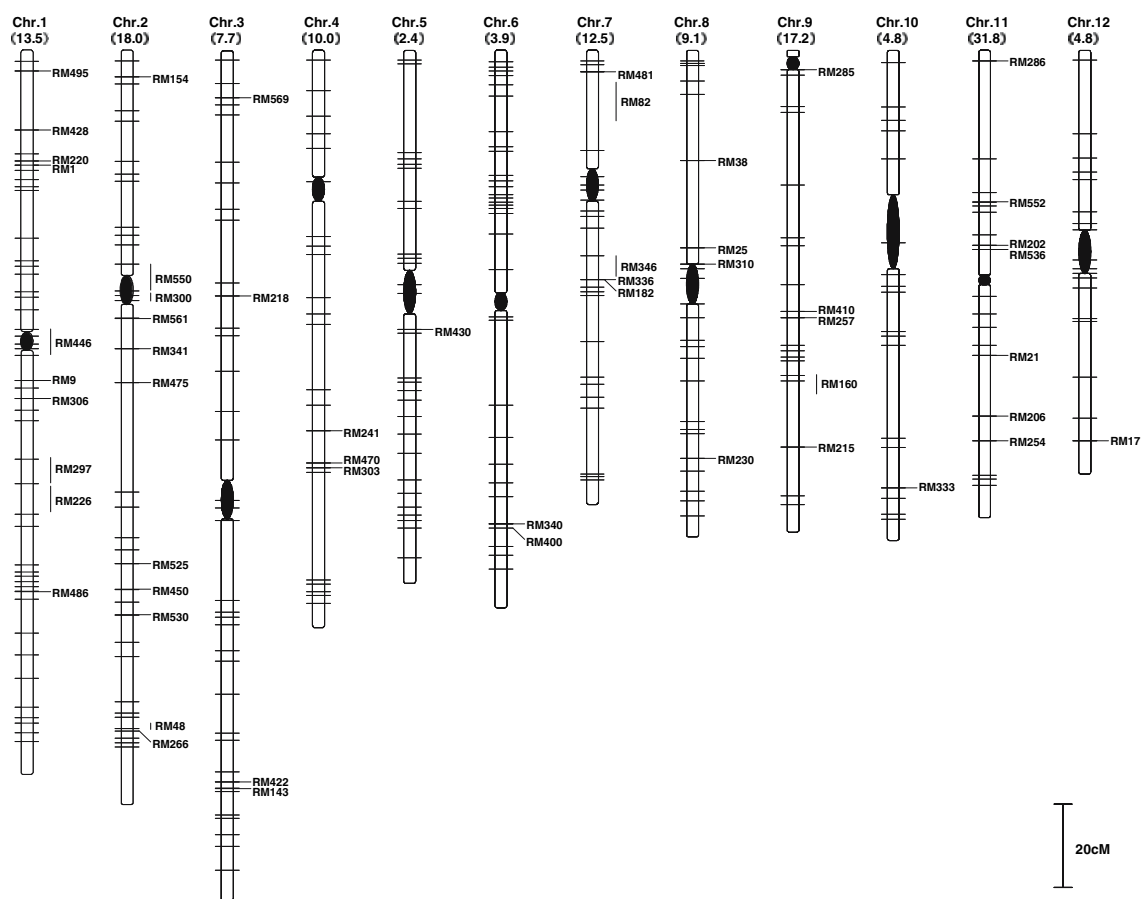 Chr.1 Chr.2 Chr.3 Chr.4 Chr.5 Chr.6 Chr.7 Chr.8 Chr.9 Chr.10 Chr.11 Chr.12
《13.5》 《18.0》 《7.7》 《10.0》 《2.4》 《3.9》 《12.5》 《9.1》 《17.2》 《4.8》 《31.8》 《4.8》
RM495
RM428
RM220
RM1
RM446
RM9
RM306
RM297
RM226
RM486
RM154
RM550
RM300
RM561
RM341
RM475
RM525
RM450
RM530
RM48
RM266
RM569
RM218
RM422
RM143
RM241
RM470
RM303
RM430
RM340
RM400
RM481
RM82
RM346
RM336
RM182
RM38
RM25
RM310
RM230
RM285
RM410
RM257
RM160
RM215
RM333
RM286
RM552
RM202
RM536
RM21
RM206
RM254
RM17
20cM